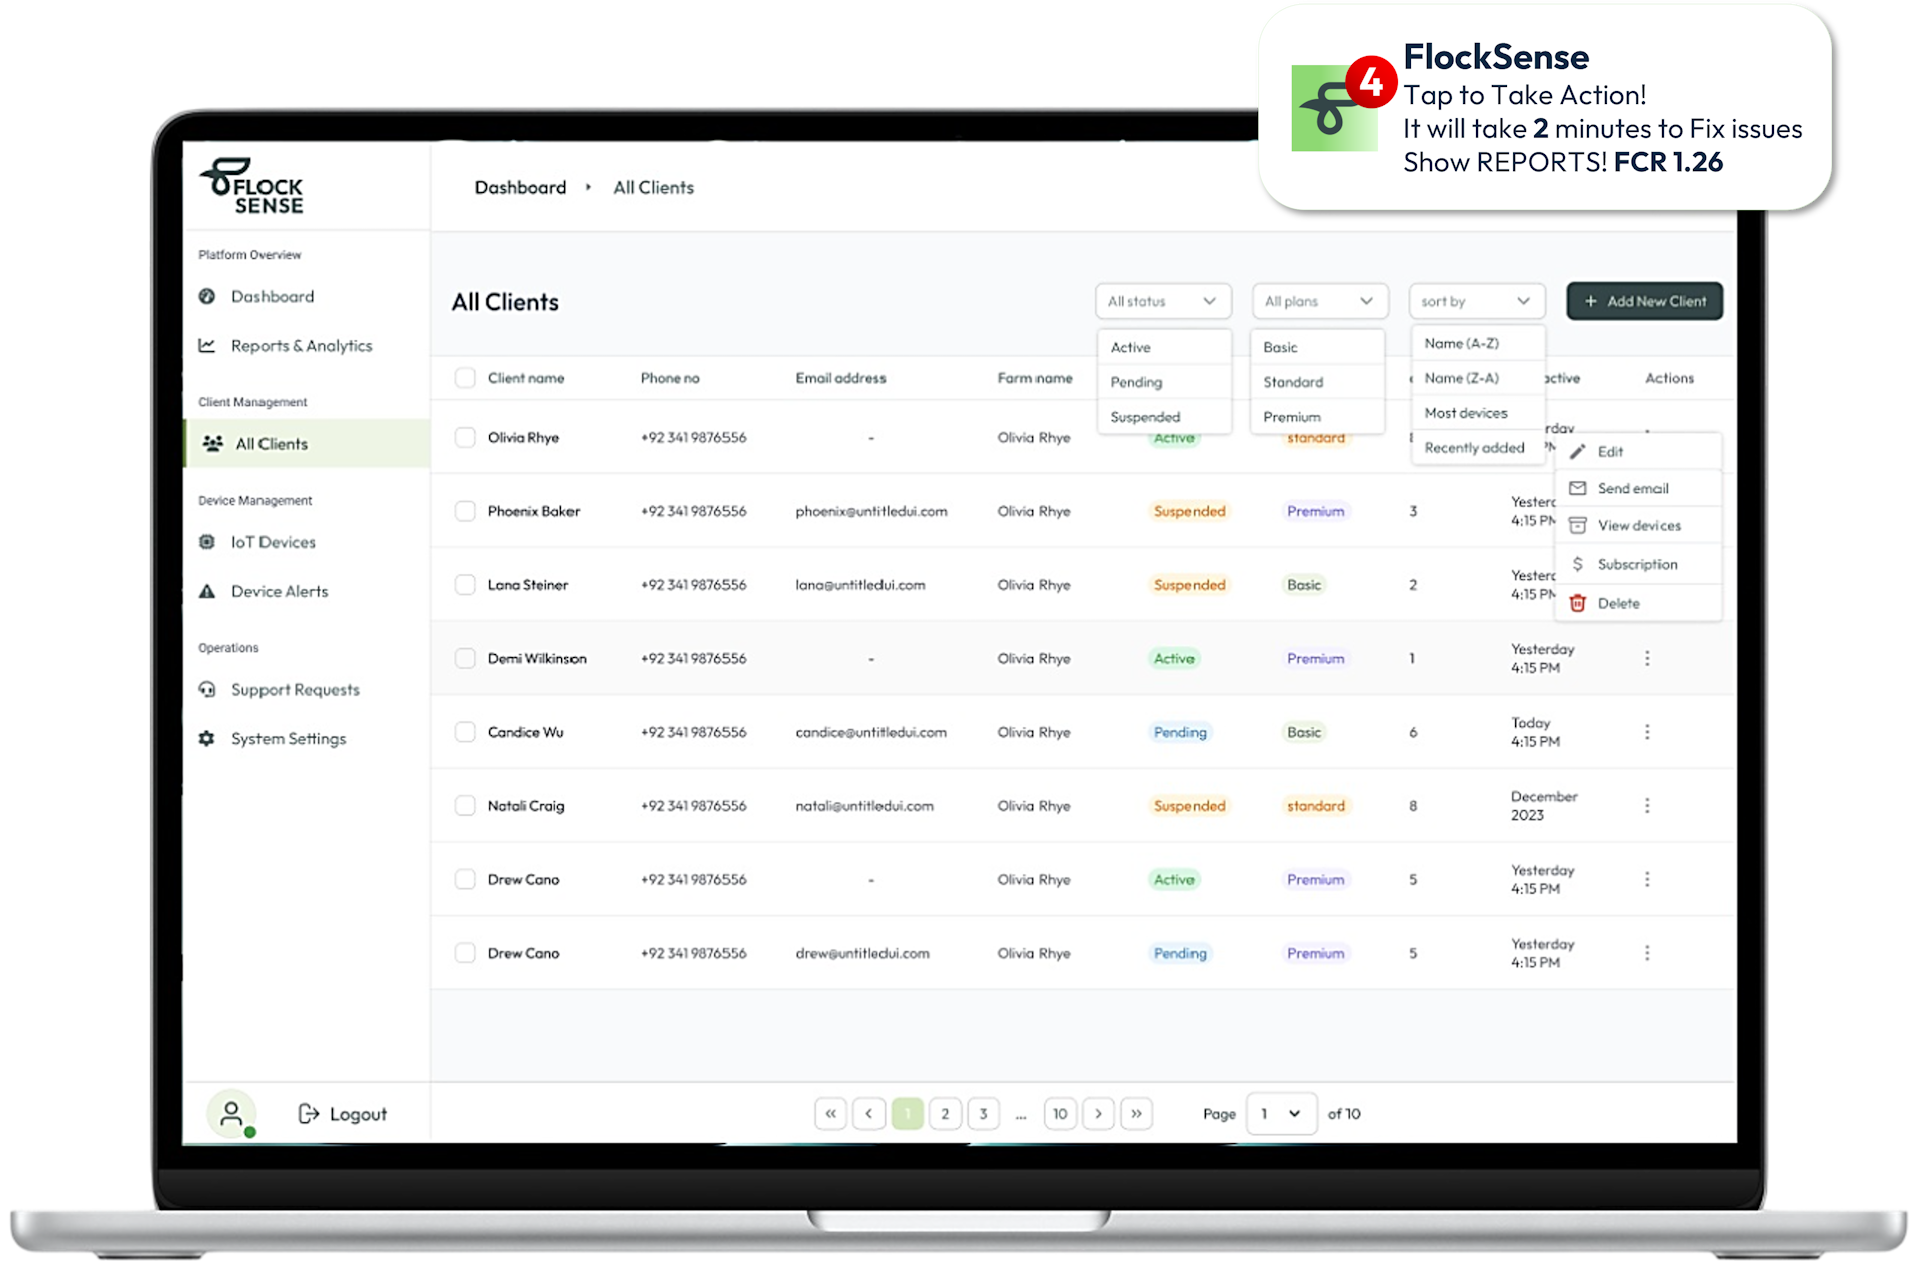 FlockSense
4
Tap to Take Action!
It will take 2 minutes to Fix issues
Show REPORTS! FCR 1.26
FLOCK
SENSE
Dashboard All Clients
Platform Overview
Dashboard
Reports & Analytics
Client Management
All Clients
Device Management
IoT Devices
Device Alerts
Operations
Support Requests
System Settings
Logout
All Clients
All status
All plans
sort by
+ Add New Client
Active
Pending
Suspended
Basic
Standard
Premium
Name (A-Z)
Name (Z-A)
Most devices
Recently added
Client name Phone no Email address Farm name Actions
Olivia Rhye +92 341 9876556 - Olivia Rhye Active standard
Phoenix Baker +92 341 9876556 phoenix@untitledui.com Olivia Rhye Suspended Premium 3
4:15
Lana Steiner +92 341 9876556 lana@untitledui.com Olivia Rhye Suspended Basic 2
4:15
Edit
Send email
View devices
Subscription
Delete
Demi Wilkinson +92 341 9876556 - Olivia Rhye Active Premium 1 Yesterday
4:15 PM
Candice Wu +92 341 9876556 candice@untitledui.com Olivia Rhye Pending Basic 6 Today
4:15 PM
Natali Craig +92 341 9876556 natali@untitledui.com Olivia Rhye Suspended standard 8 December
2023
Drew Cano +92 341 9876556 - Olivia Rhye Active Premium 5 Yesterday
4:15 PM
Drew Cano +92 341 9876556 drew@untitledui.com Olivia Rhye Pending Premium 5 Yesterday
4:15 PM
« < 1 2 3 ... 10 > »
Page 1 of 10